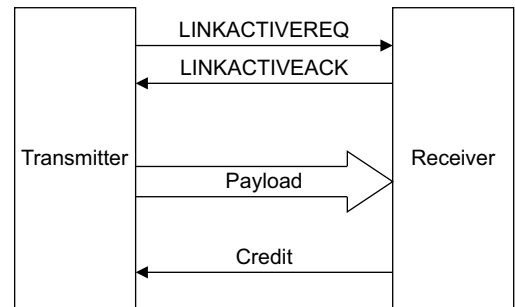 LINKACTIVEREQ
LINKACTIVEACK
Transmitter
Receiver
Payload
Credit